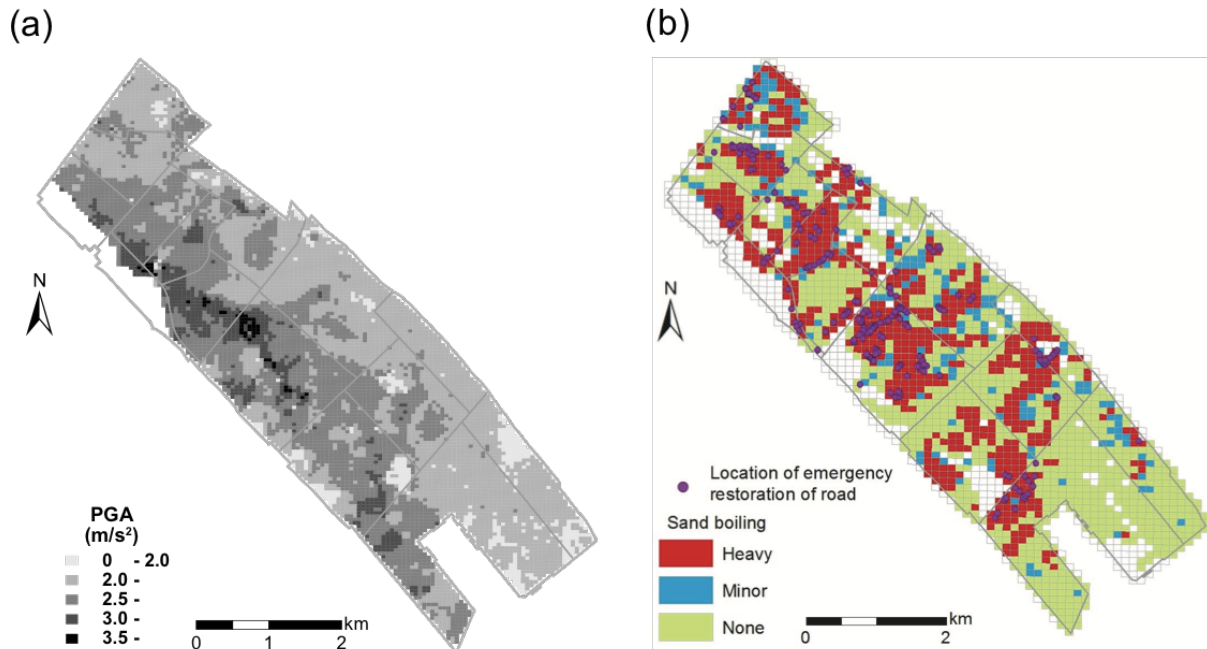 (a)
N
PGA
(m/s²)
0 - 2.0
2.0 -
2.5 -
3.0 -
3.5 -
km
0 1 2
(b)
N
Location of emergency
restoration of road
Sand boiling
Heavy
Minor
None
km
0 1 2